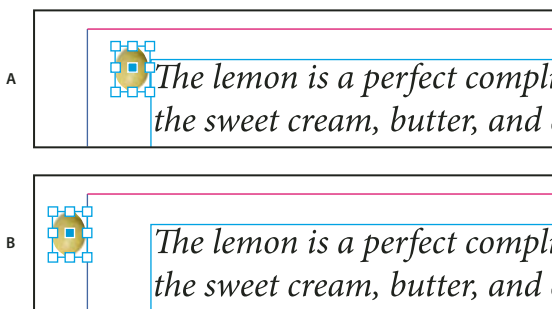 A
The lemon is a perfect compl
the sweet cream, butter, and
B
The lemon is a perfect compl
the sweet cream, butter, and